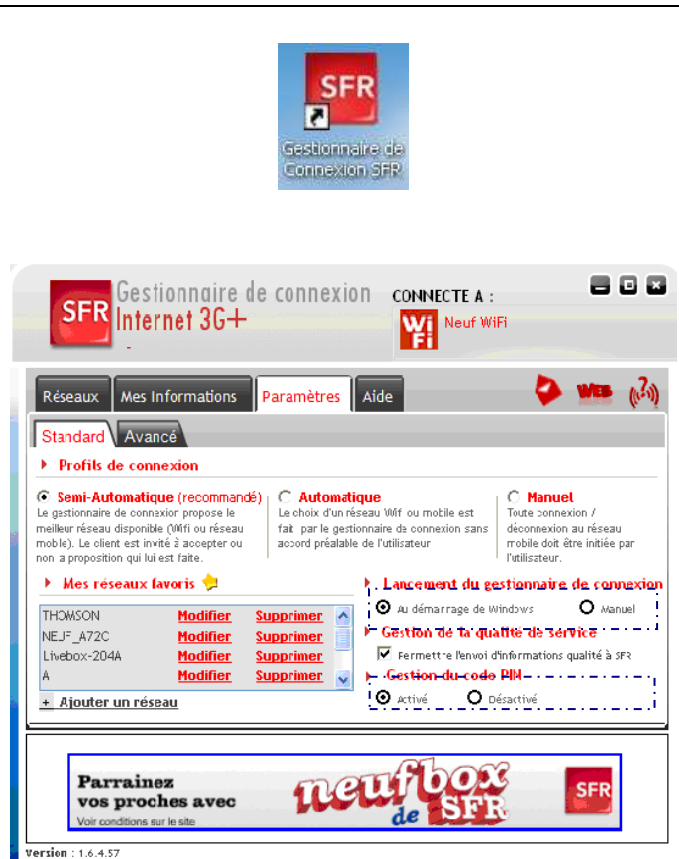 SFR
Gestionnaire de
Connexion SFR
SFR
Gestionnaire de connexion
Internet 3G+
CONNECTE A :
WiFi
Neuf WiFi
Réseaux
Mes Informations
Paramètres
Aide
WEB
?
Standard
Avancé
Profils de connexion
Semi-Automatique (recommandé)
Le gestionnaire de connexion propose le
meilleur réseau disponible (Wifi ou réseau
mobile). Le client est invité à accepter ou
non la proposition qui lui est faite.
Automatique
Le choix d'un réseau Wifi ou mobile est
fait par le gestionnaire de connexion sans
accord préalable de l'utilisateur
Manuel
Toute connexion /
déconnexion au réseau
mobile doit être initiée par
l'utilisateur.
Mes réseaux favoris
THOMSON Modifier Supprimer
NEUF_A72C Modifier Supprimer
Livebox-204A Modifier Supprimer
A Modifier Supprimer
+ Ajouter un réseau
Lancement du gestionnaire de connexion
Au démarrage de Windows Manuel
Gestion de la qualité de service
Permettre l'envoi d'informations qualité à SFR
Gestion du code PIN
Activé Désactivé
Parrainez
vos proches avec
Voir conditions sur le site
neufbox
de SFR
SFR
Version : 1.6.4.57